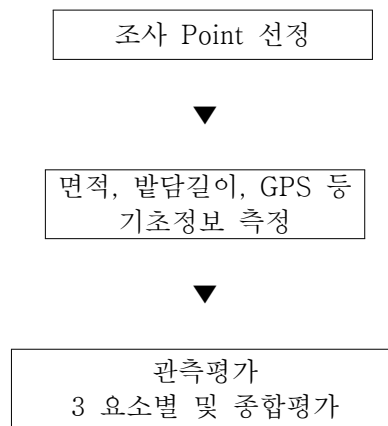 조사 Point 선정
▼
면적, 밭담길이, GPS 등
기초정보 측정
▼
관측평가
3 요소별 및 종합평가